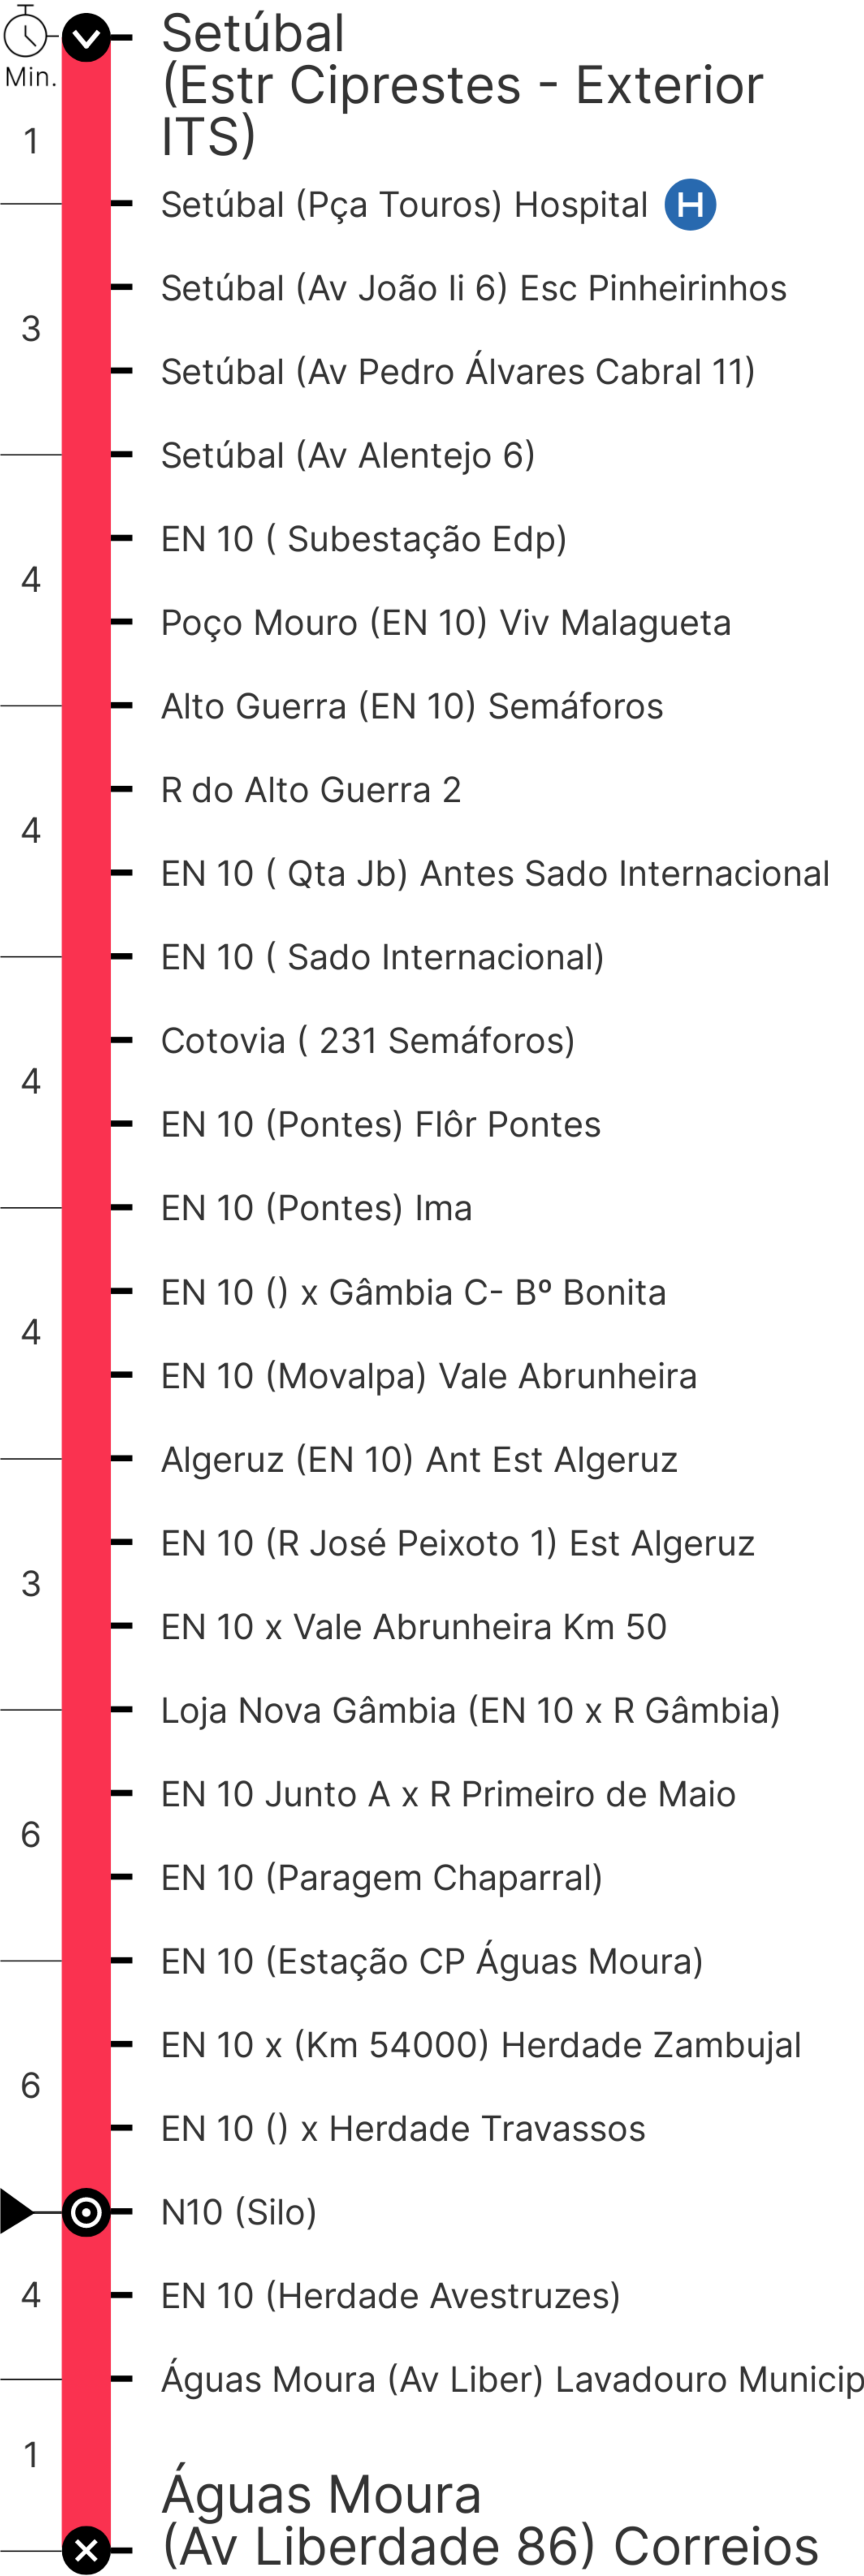 Setúbal
(Estr Ciprestes - Exterior
ITS)
Min.
1
Setúbal (Pça Touros) Hospital H
Setúbal (Av João Ii 6) Esc Pinheirinhos
3
Setúbal (Av Pedro Álvares Cabral 11)
Setúbal (Av Alentejo 6)
EN 10 ( Subestação Edp)
4
Poço Mouro (EN 10) Viv Malagueta
Alto Guerra (EN 10) Semáforos
R do Alto Guerra 2
4
EN 10 ( Qta Jb) Antes Sado Internacional
EN 10 ( Sado Internacional)
Cotovia ( 231 Semáforos)
4
EN 10 (Pontes) Flôr Pontes
EN 10 (Pontes) Ima
EN 10 () x Gâmbia C- Bº Bonita
4
EN 10 (Movalpa) Vale Abrunheira
Algeruz (EN 10) Ant Est Algeruz
EN 10 (R José Peixoto 1) Est Algeruz
3
EN 10 x Vale Abrunheira Km 50
Loja Nova Gâmbia (EN 10 x R Gâmbia)
EN 10 Junto A x R Primeiro de Maio
6
EN 10 (Paragem Chaparral)
EN 10 (Estação CP Águas Moura)
EN 10 x (Km 54000) Herdade Zambujal
6
EN 10 () x Herdade Travassos
N10 (Silo)
4
EN 10 (Herdade Avestruzes)
Águas Moura (Av Liber) Lavadouro Municip
1
Águas Moura
(Av Liberdade 86) Correios